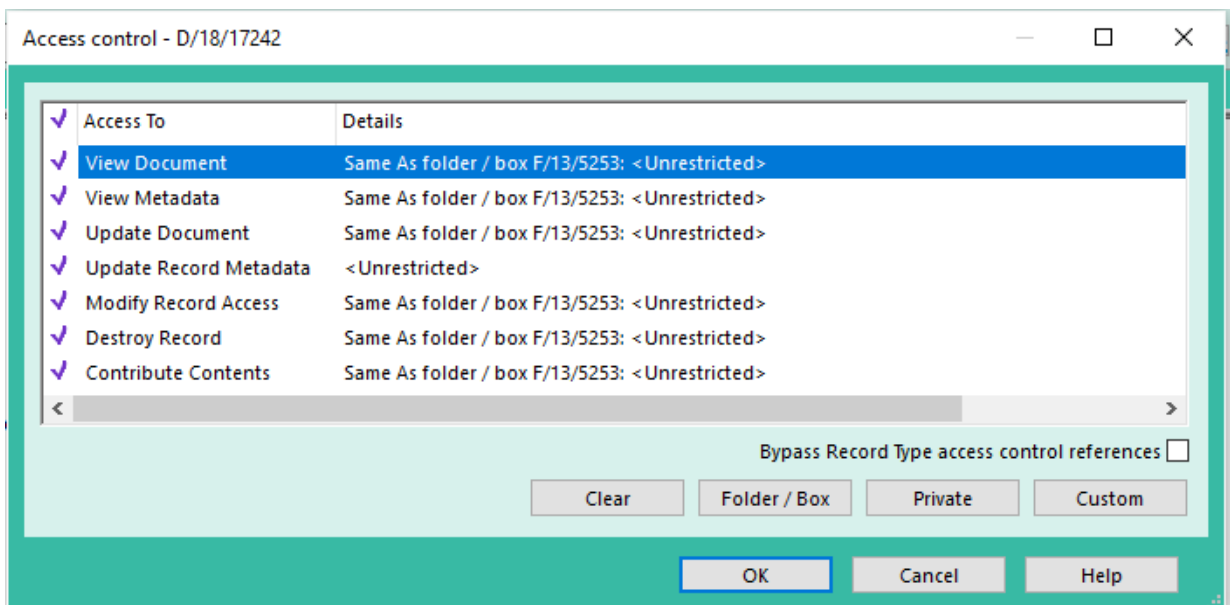 Access control - D/18/17242
Access To Details
View Document Same As folder / box F/13/5253: <Unrestricted>
View Metadata Same As folder / box F/13/5253: <Unrestricted>
Update Document Same As folder / box F/13/5253: <Unrestricted>
Update Record Metadata <Unrestricted>
Modify Record Access Same As folder / box F/13/5253: <Unrestricted>
Destroy Record Same As folder / box F/13/5253: <Unrestricted>
Contribute Contents Same As folder / box F/13/5253: <Unrestricted>
Bypass Record Type access control references
Clear Folder / Box Private Custom
OK Cancel Help